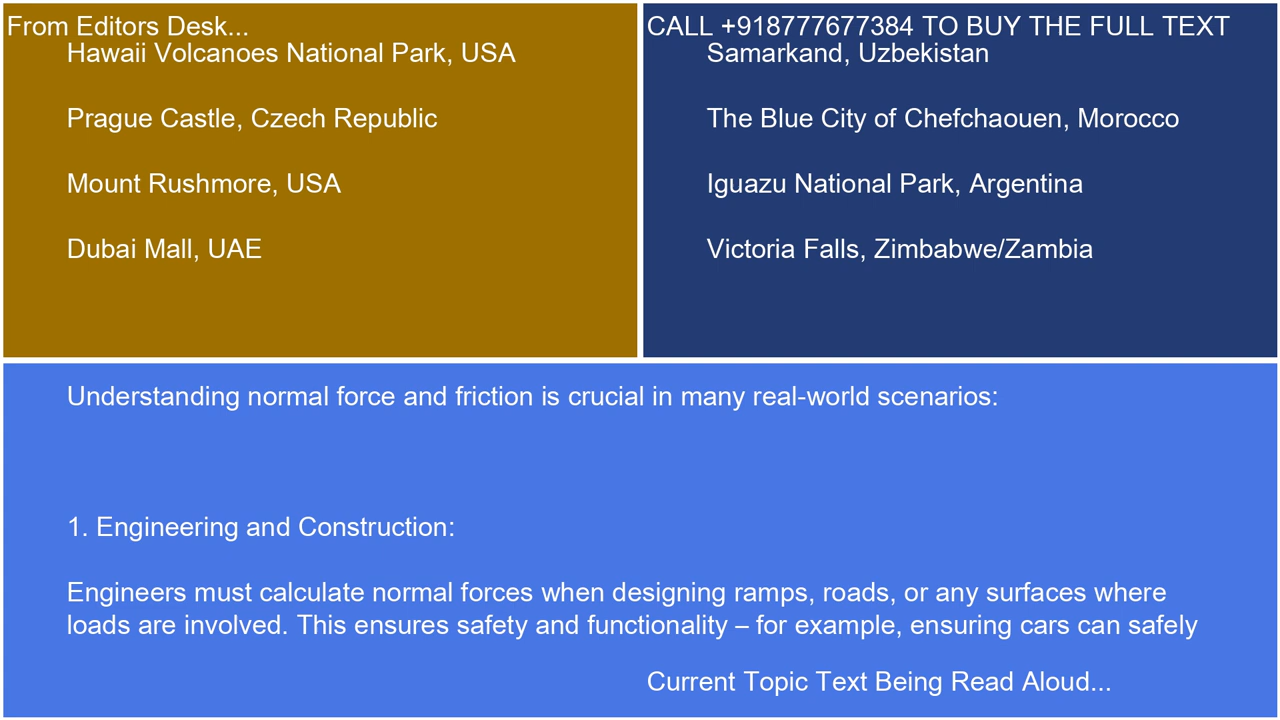 From Editors Desk...
Hawaii Volcanoes National Park, USA
Prague Castle, Czech Republic
Mount Rushmore, USA
Dubai Mall, UAE
CALL +918777677384 TO BUY THE FULL TEXT
Samarkand, Uzbekistan
The Blue City of Chefchaouen, Morocco
Iguazu National Park, Argentina
Victoria Falls, Zimbabwe/Zambia
Understanding normal force and friction is crucial in many real-world scenarios:
1. Engineering and Construction:
Engineers must calculate normal forces when designing ramps, roads, or any surfaces where
loads are involved. This ensures safety and functionality – for example, ensuring cars can safely
Current Topic Text Being Read Aloud...